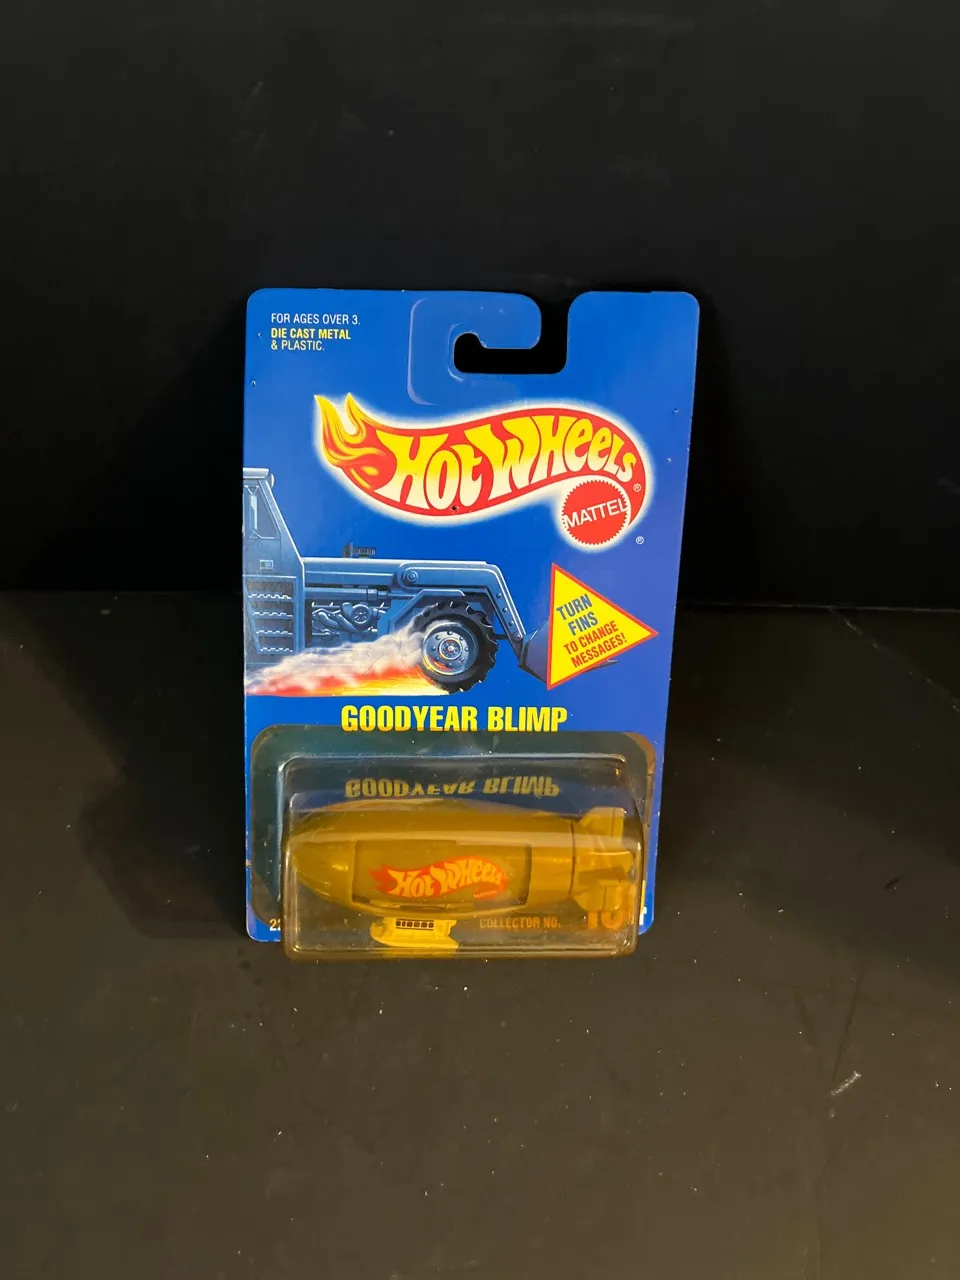 FOR AGES OVER 3.
DIE CAST METAL
& PLASTIC.
HOT WHEELS®
MATTEL
®
TURN
FINS
TO CHANGE
MESSAGES!
GOODYEAR BLIMP
GOODYEAR BLIMP
HOT WHEELS
COLLECTOR NO.